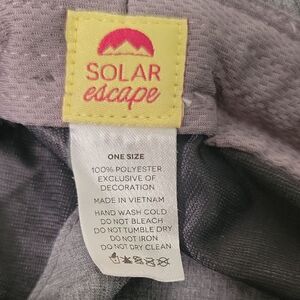 SOLAR
escape
ONE SIZE
100% POLYESTER
EXCLUSIVE OF
DECORATION
MADE IN VIETNAM
HAND WASH COLD
DO NOT BLEACH
DO NOT TUMBLE DRY
DO NOT IRON
DO NOT DRY CLEAN